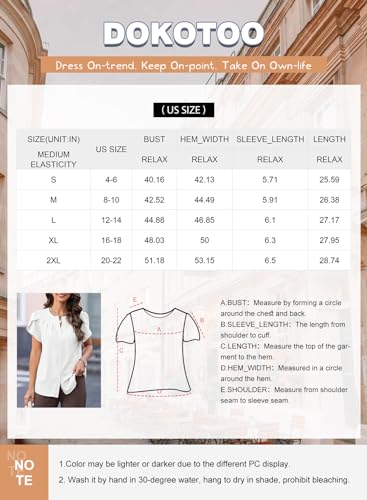 DOKOTOO
Dress On-trend. Keep On-point. Take On Own-life
( US SIZE )
SIZE(UNIT:IN) US SIZE BUST HEM_WIDTH SLEEVE_LENGTH LENGTH
MEDIUM ELASTICITY RELAX RELAX RELAX RELAX
S 4-6 40.16 42.13 5.71 25.59
M 8-10 42.52 44.49 5.91 26.38
L 12-14 44.88 46.85 6.1 27.17
XL 16-18 48.03 50 6.3 27.95
2XL 20-22 51.18 53.15 6.5 28.74
E
A
B
C
D
A.BUST： Measure by forming a circle
around the chest and back.
B.SLEEVE_LENGTH： The length from
shoulder to cuff.
C.LENGTH： Measure the top of the gar-
ment to the hem.
D.HEM_WIDTH： Measured in a circle
around the hem.
E.SHOULDER： Measure from shoulder
seam to sleeve seam.
NO
TE
NO
TE
1.Color may be lighter or darker due to the different PC display.
2. Wash it by hand in 30-degree water, hang to dry in shade, prohibit bleaching.